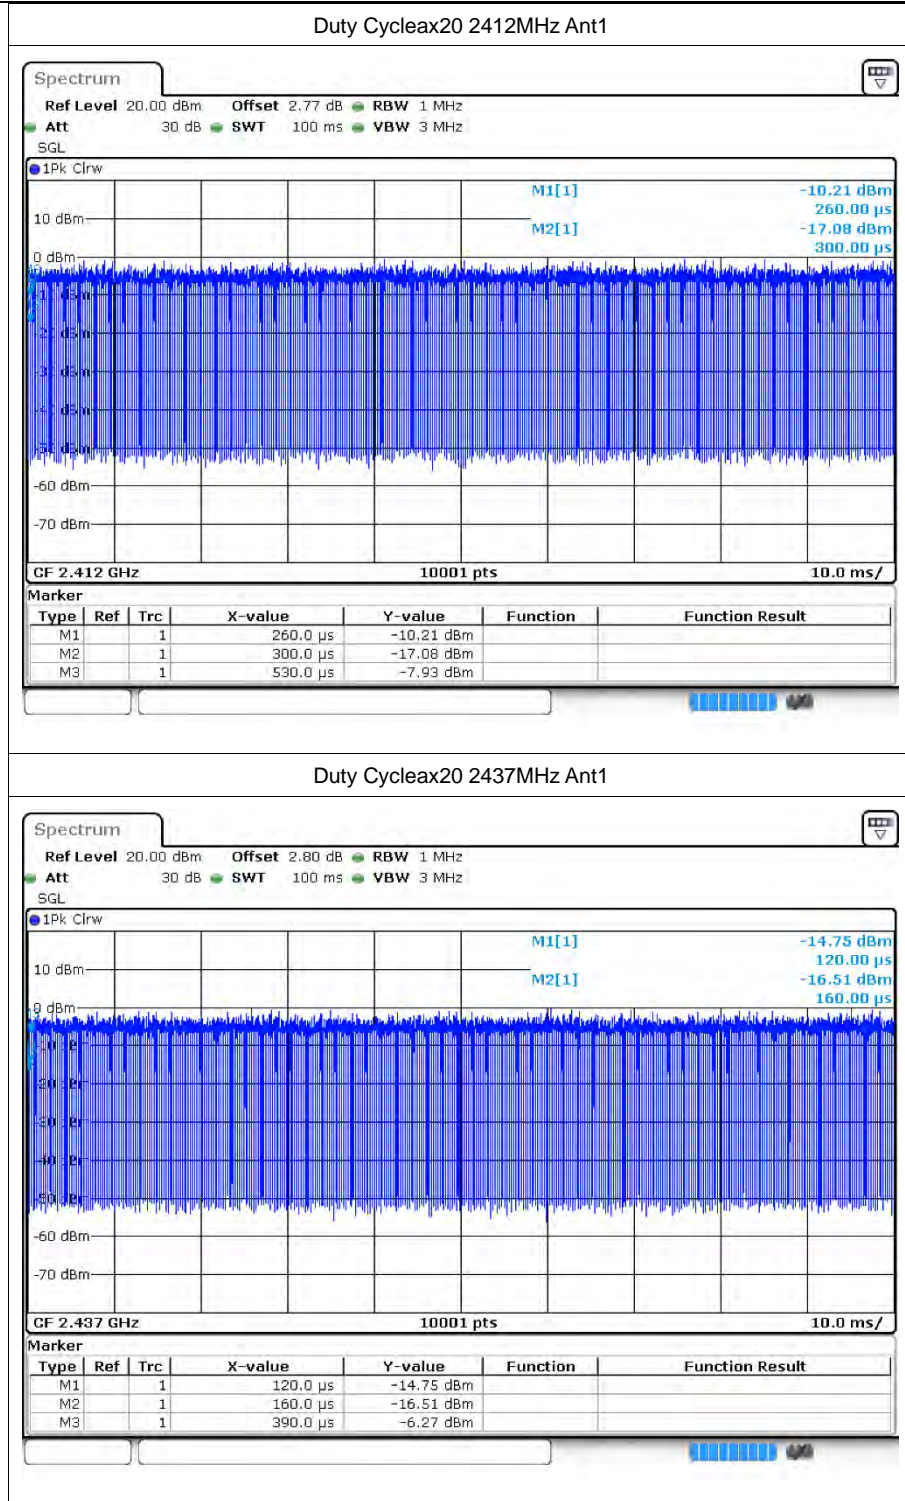 Duty Cycleax20 2412MHz Ant1
Spectrum
Ref Level 20.00 dBm Offset 2.77 dB RBW 1 MHz
Att 30 dB SWT 100 ms VBW 3 MHz
SGL
1Pk Clrw
M1[1] -10.21 dBm
260.00 µs
10 dBm
M2[1] -17.08 dBm
300.00 µs
0 dBm
-60 dBm
-70 dBm
CF 2.412 GHz 10001 pts 10.0 ms/
Marker
Type Ref Trc X-value Y-value Function Function Result
M1 1 260.0 µs -10.21 dBm
M2 1 300.0 µs -17.08 dBm
M3 1 530.0 µs -7.93 dBm
Duty Cycleax20 2437MHz Ant1
Spectrum
Ref Level 20.00 dBm Offset 2.80 dB RBW 1 MHz
Att 30 dB SWT 100 ms VBW 3 MHz
SGL
1Pk Clrw
M1[1] -14.75 dBm
120.00 µs
10 dBm
M2[1] -16.51 dBm
160.00 µs
0 dBm
-60 dBm
-70 dBm
CF 2.437 GHz 10001 pts 10.0 ms/
Marker
Type Ref Trc X-value Y-value Function Function Result
M1 1 120.0 µs -14.75 dBm
M2 1 160.0 µs -16.51 dBm
M3 1 390.0 µs -6.27 dBm